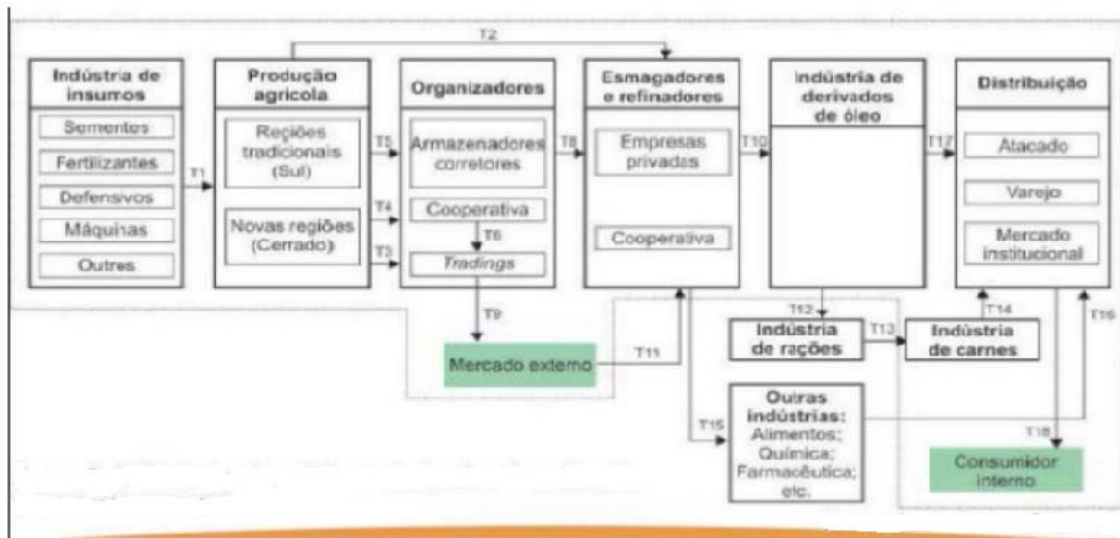 T2
Indústria de
insumos
Sementes
Fertilizantes
Defensivos
Máquinas
Outres
T1
Produção
agrícola
Regiões
tradicionais
(Sul)
Novas regiões
(Cerrado)
T5
T4
T3
Organizadores
Armazenadores
corretores
Cooperativa
T6
Tradings
T8
T9
Esmagadores
e refinadores
Empresas
privadas
Cooperativa
T10
Indústria de
derivados
de óleo
T17
Distribuição
Atacado
Varejo
Mercado
institucional
Mercado externo
T11
T12
Indústria
de rações
T13
Indústria
de carnes
T14
T16
T15
Outras
indústrias:
Alimentos;
Química;
Farmacêutica;
etc.
T18
Consumidor
interno